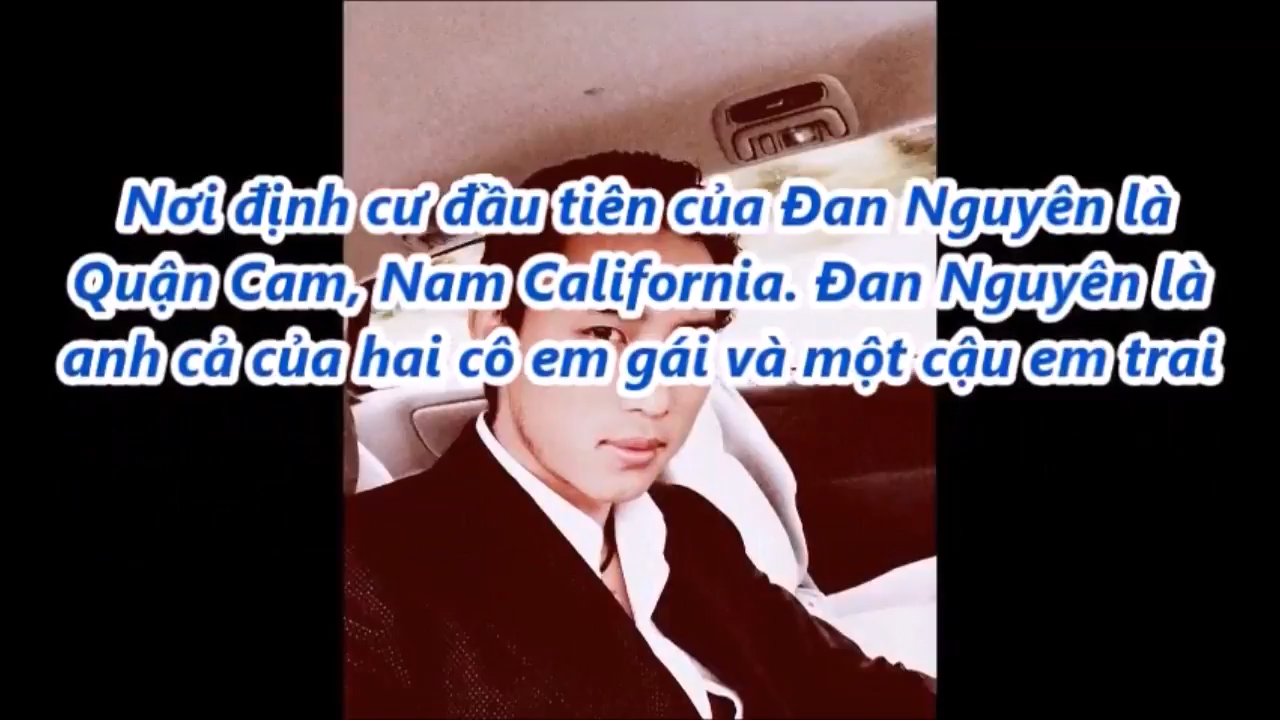 Nơi định cư đầu tiên của Đan Nguyên là
Quận Cam, Nam California. Đan Nguyên là
anh cả của hai cô em gái và một cậu em trai